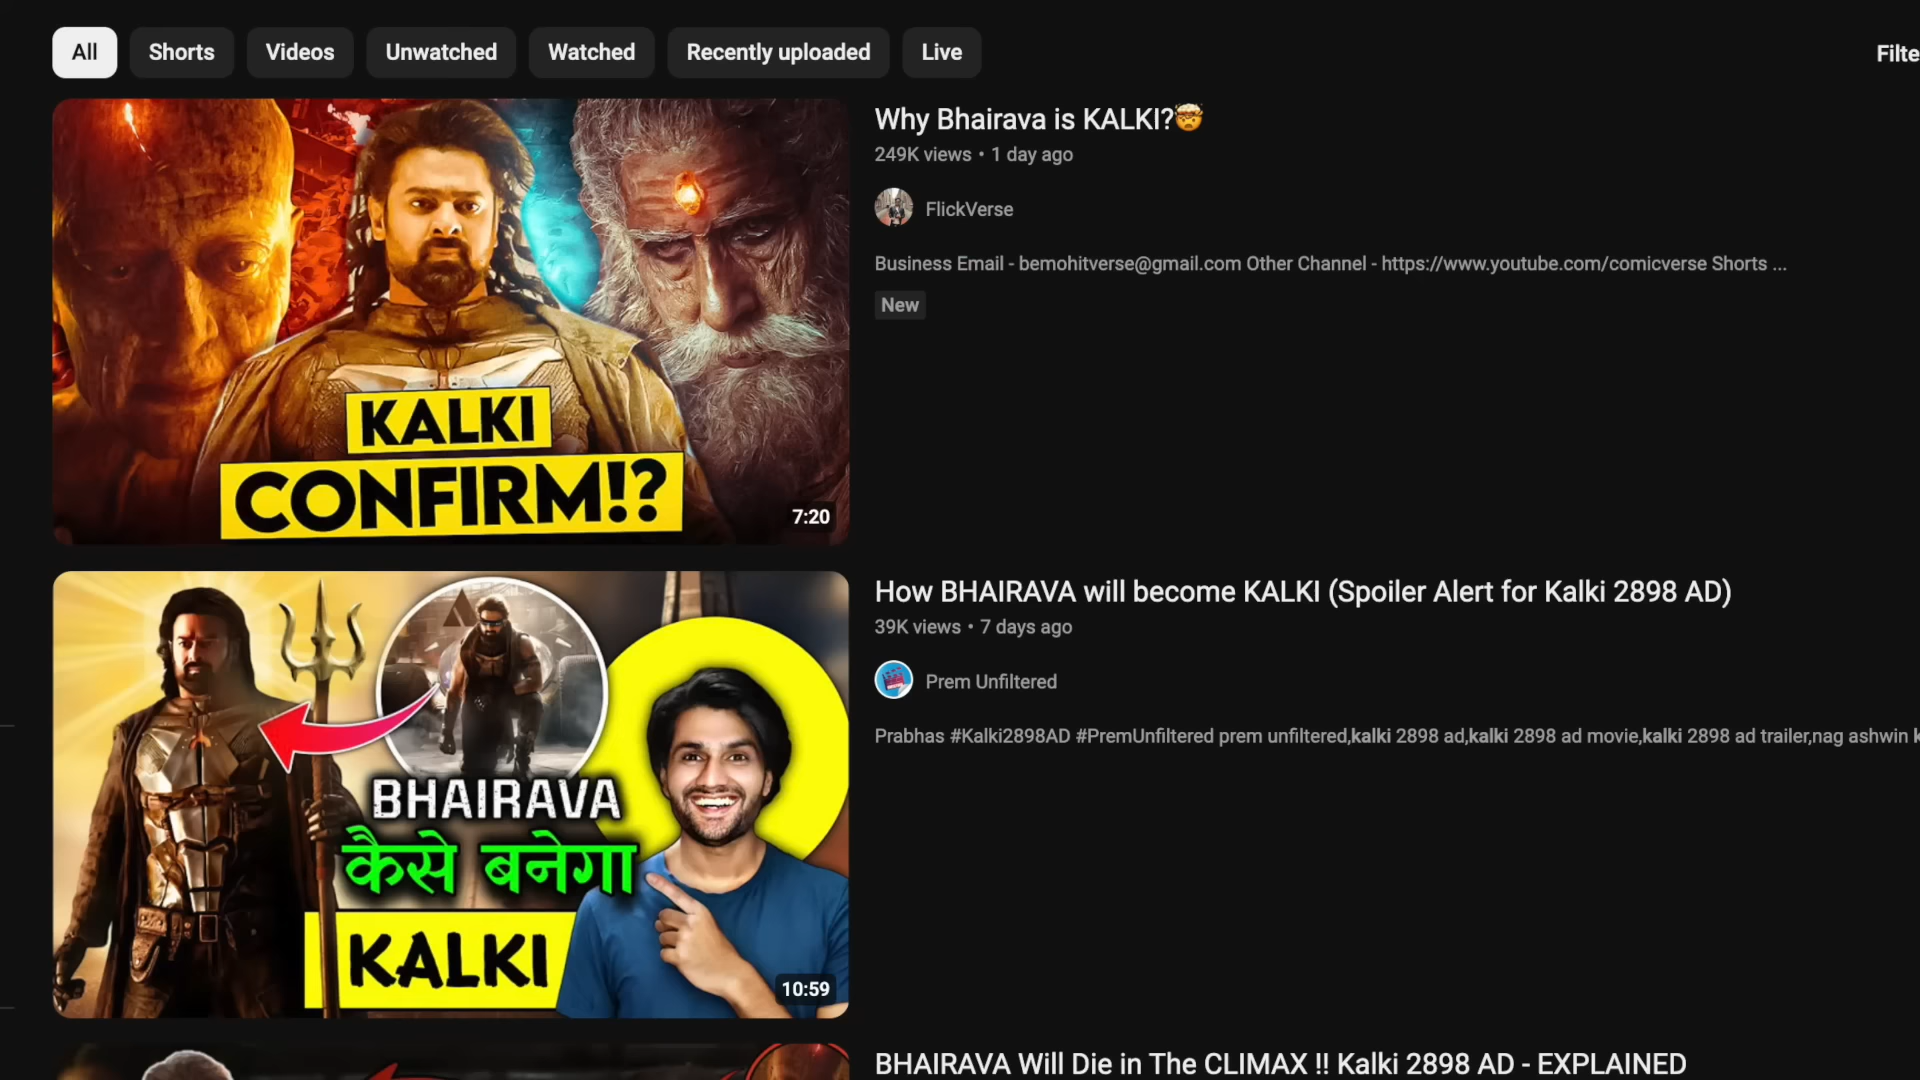 All
Shorts
Videos
Unwatched
Watched
Recently uploaded
Live
Filte
KALKI
CONFIRM!?
7:20
Why Bhairava is KALKI?🤯
249K views • 1 day ago
FlickVerse
Business Email - bemohitverse@gmail.com Other Channel - https://www.youtube.com/comicverse Shorts ...
New
BHAIRAVA
कैसे बनेगा
KALKI
10:59
How BHAIRAVA will become KALKI (Spoiler Alert for Kalki 2898 AD)
39K views • 7 days ago
Prem Unfiltered
Prabhas #Kalki2898AD #PremUnfiltered prem unfiltered,kalki 2898 ad,kalki 2898 ad movie,kalki 2898 ad trailer,nag ashwin k
BHAIRAVA Will Die in The CLIMAX !! Kalki 2898 AD - EXPLAINED